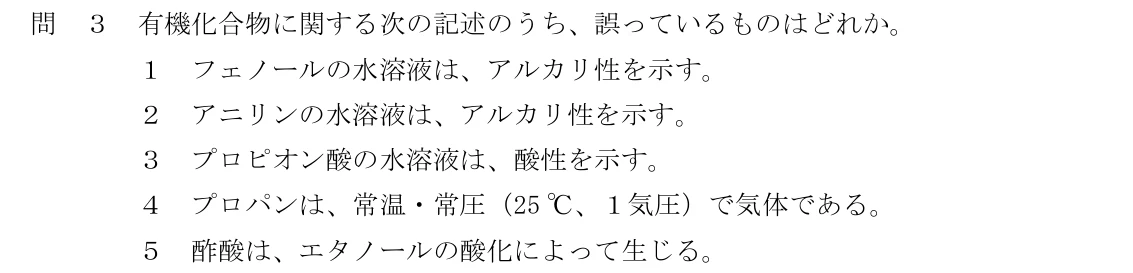 問　３　有機化合物に関する次の記述のうち、誤っているものはどれか。
１　フェノールの水溶液は、アルカリ性を示す。
２　アニリンの水溶液は、アルカリ性を示す。
３　プロピオン酸の水溶液は、酸性を示す。
４　プロパンは、常温・常圧（25 ℃、１気圧）で気体である。
５　酢酸は、エタノールの酸化によって生じる。